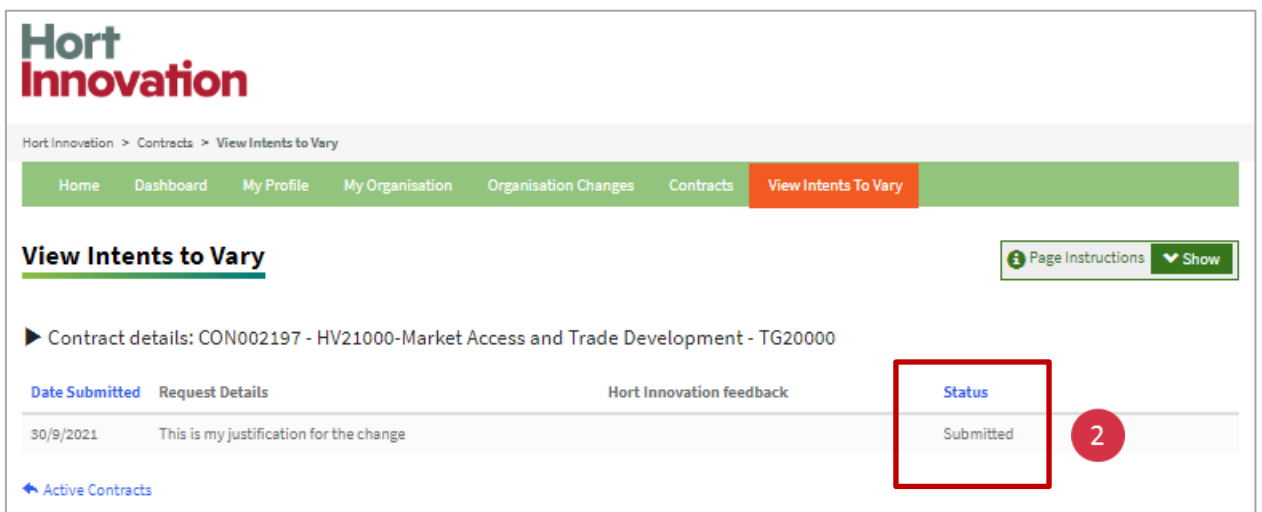 Hort
Innovation
Hort Innovation > Contracts > View Intents to Vary
Home Dashboard My Profile My Organisation Organisation Changes Contracts View Intents To Vary
View Intents to Vary
Page Instructions Show
Contract details: CON002197 - HV21000-Market Access and Trade Development - TG20000
Date Submitted Request Details Hort Innovation feedback Status
30/9/2021 This is my justification for the change Submitted
2
Active Contracts